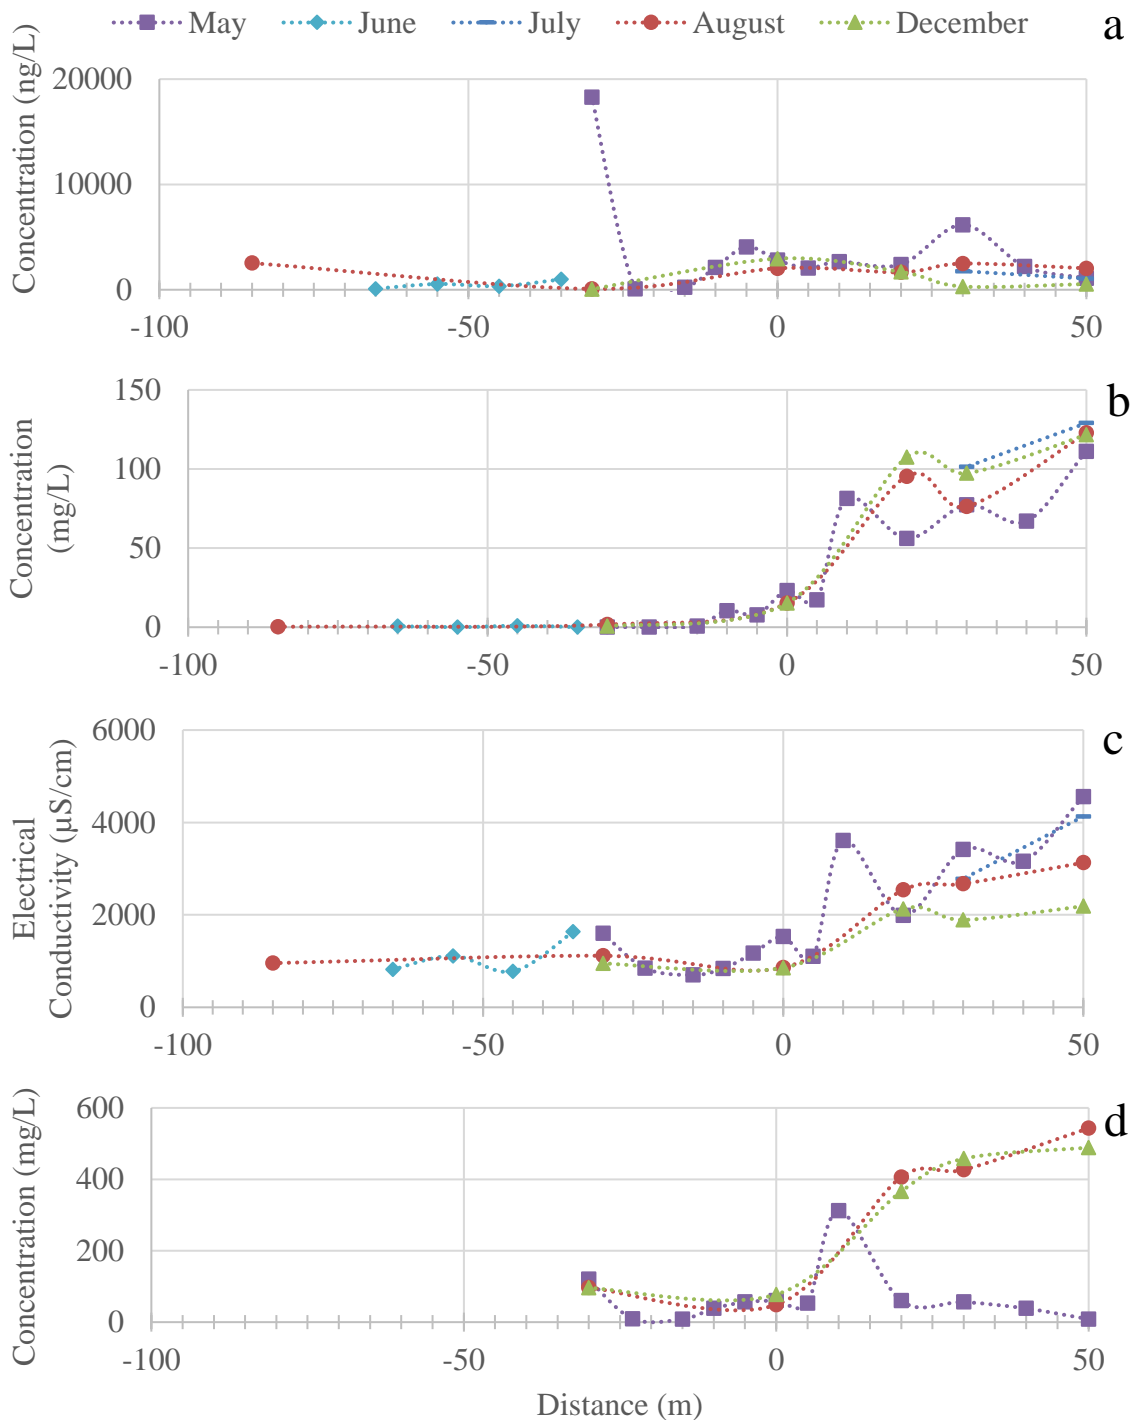 May June July August December
a
Concentration (ng/L)
20000
10000
0
-100 -50 0 50
b
Concentration
(mg/L)
150
100
50
0
-100 -50 0 50
c
Electrical
Conductivity (µS/cm)
6000
4000
2000
0
-100 -50 0 50
d
Concentration (mg/L)
600
400
200
0
-100 -50 0 50
Distance (m)